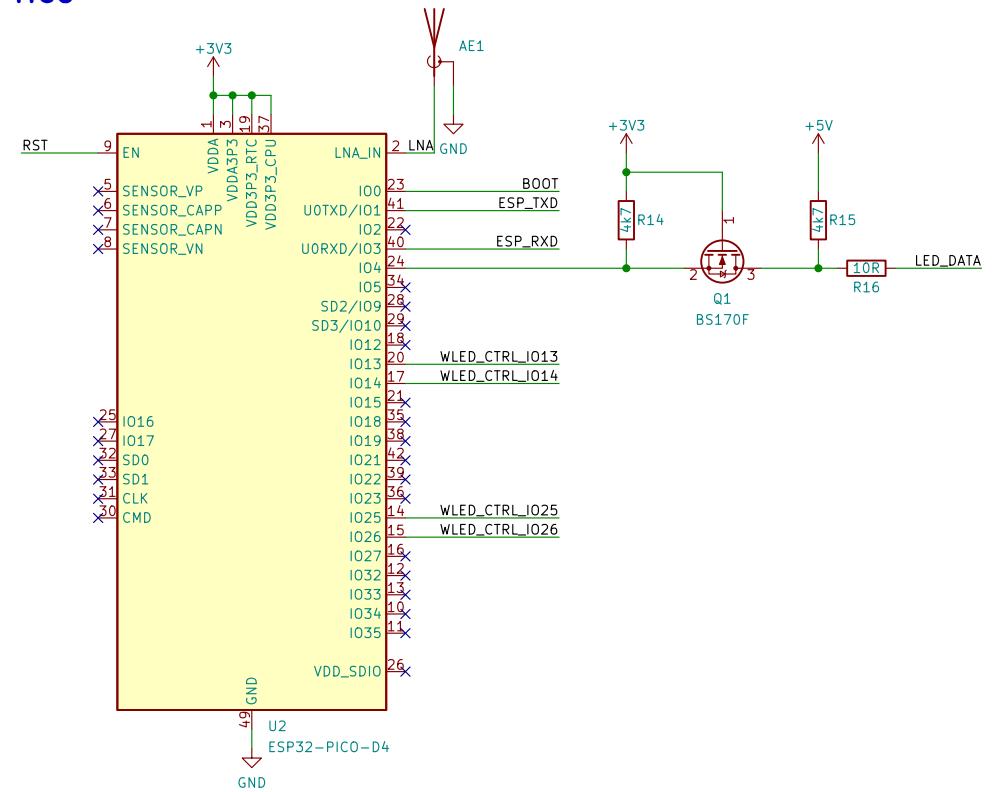 AE1
+3V3
GND
LNA
RST
1
3
19
37
VDDA
VDDA3P3
VDD3P3_RTC
VDD3P3_CPU
9 EN
5 SENSOR_VP
6 SENSOR_CAPP
7 SENSOR_CAPN
8 SENSOR_VN
25 IO16
27 IO17
32 SD0
33 SD1
31 CLK
30 CMD
LNA_IN 2
IO0 23 BOOT
U0TXD/IO1 41 ESP_TXD
IO2 22
U0RXD/IO3 40 ESP_RXD
IO4 24
IO5 34
SD2/IO9 28
SD3/IO10 29
IO12 18
IO13 20 WLED_CTRL_IO13
IO14 17 WLED_CTRL_IO14
IO15 21
IO18 35
IO19 38
IO21 42
IO22 39
IO23 36
IO25 14 WLED_CTRL_IO25
IO26 15 WLED_CTRL_IO26
IO27 16
IO32 12
IO33 13
IO34 10
IO35 11
VDD_SDIO 26
GND
49
U2
ESP32-PICO-D4
GND
+3V3
4k7
R14
1
2
3
Q1
BS170F
+5V
4k7
R15
10R
R16
LED_DATA